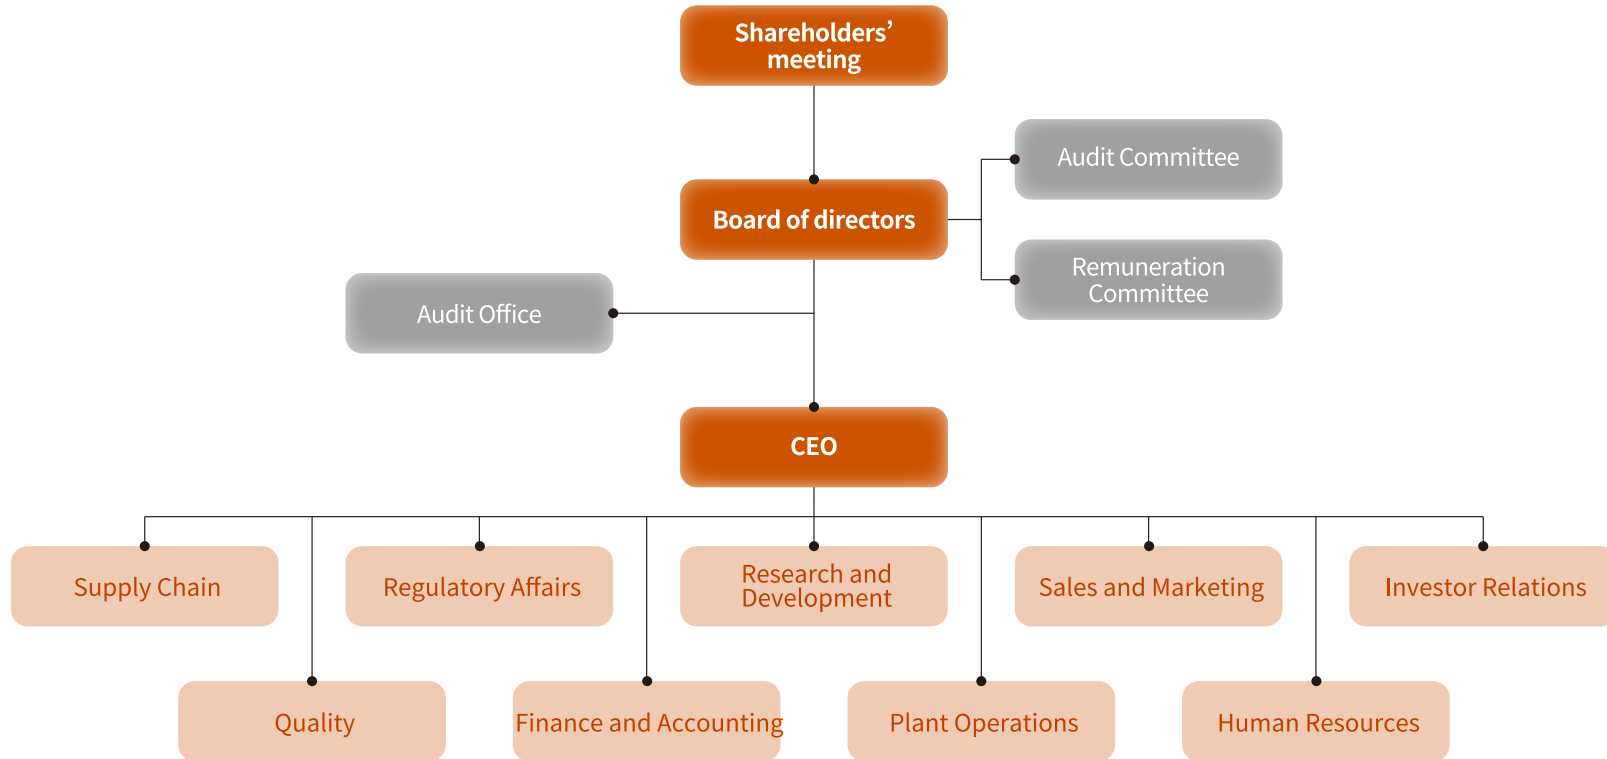 Shareholders’
meeting
Audit Committee
Board of directors
Remuneration
Committee
Audit Office
CEO
Supply Chain
Regulatory Affairs
Research and
Development
Sales and Marketing
Investor Relations
Quality
Finance and Accounting
Plant Operations
Human Resources